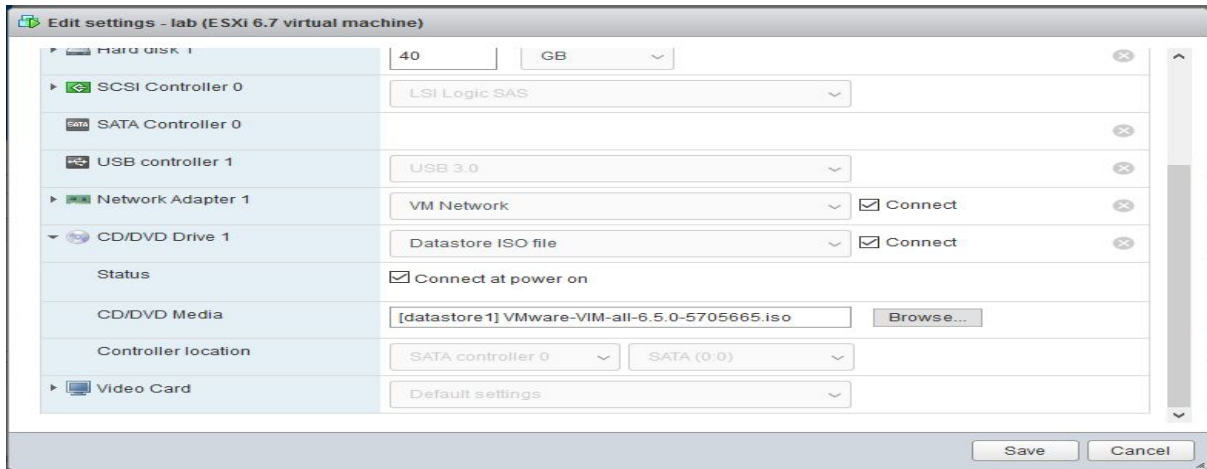 Edit settings - lab (ESXi 6.7 virtual machine)
Hard disk 1 40 GB
SCSI Controller 0 LSI Logic SAS
SATA SATA Controller 0
USB controller 1 USB 3.0
Network Adapter 1 VM Network Connect
CD/DVD Drive 1 Datastore ISO file Connect
Status Connect at power on
CD/DVD Media [datastore1] VMware-VIM-all-6.5.0-5705665.iso Browse...
Controller location SATA controller 0 SATA (0:0)
Video Card Default settings
Save Cancel